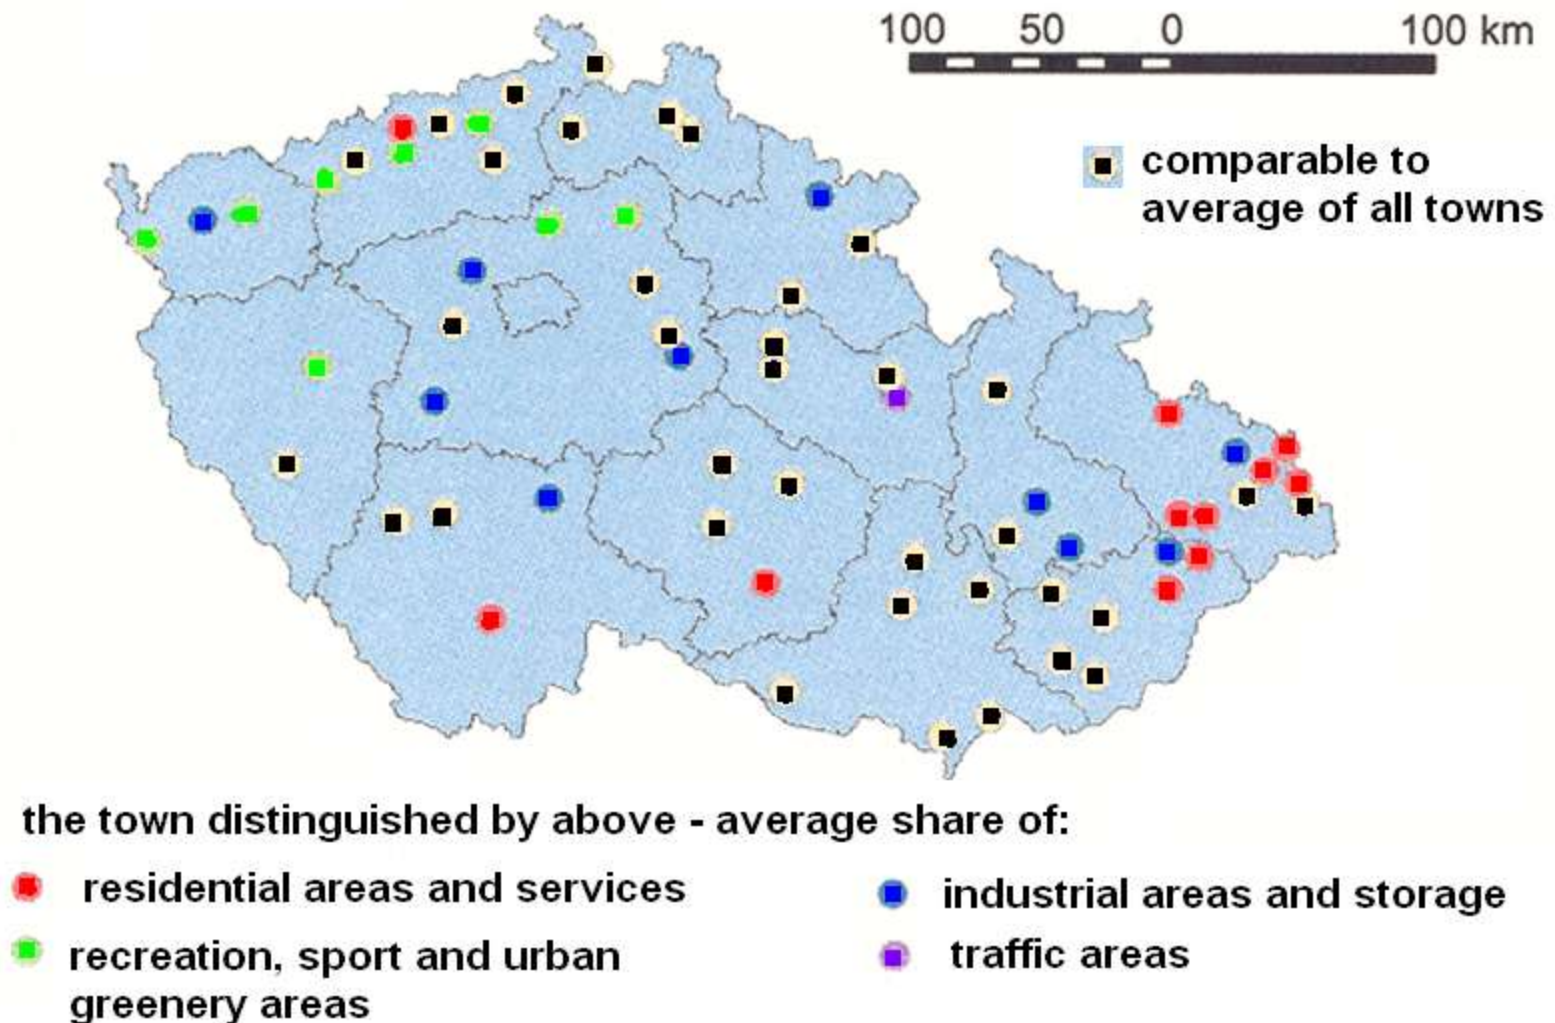 100 50 0 100 km
comparable to
average of all towns
the town distinguished by above - average share of:
residential areas and services
industrial areas and storage
recreation, sport and urban
greenery areas
traffic areas